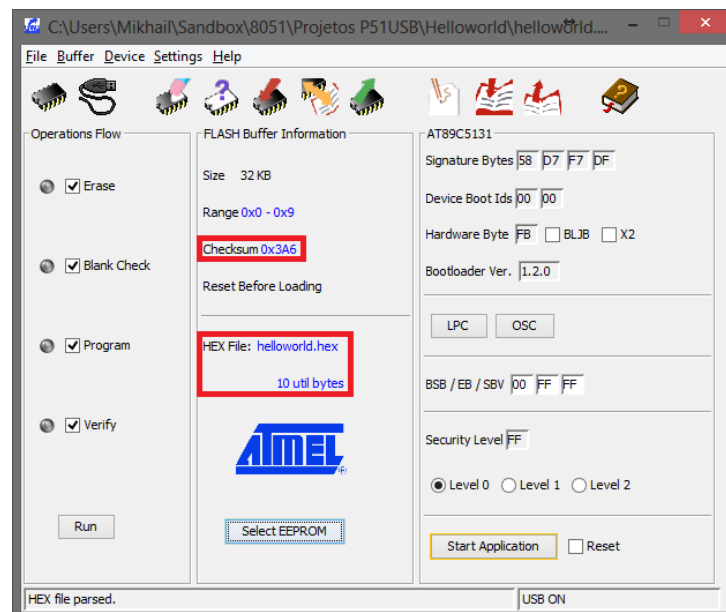 C:\Users\Mikhail\Sandbox\8051\Projetos P51USB\Helloworld\helloworld....
File Buffer Device Settings Help
Operations Flow
Erase
Blank Check
Program
Verify
Run
FLASH Buffer Information
Size 32 KB
Range 0x0 - 0x9
Checksum 0x3A6
Reset Before Loading
HEX File: helloworld.hex
10 util bytes
ATMEL
Select EEPROM
AT89C5131
Signature Bytes 58 D7 F7 DF
Device Boot Ids 00 00
Hardware Byte FB BLJB X2
Bootloader Ver. 1.2.0
LPC OSC
BSB / EB / SBV 00 FF FF
Security Level FF
Level 0 Level 1 Level 2
Start Application Reset
HEX file parsed. USB ON